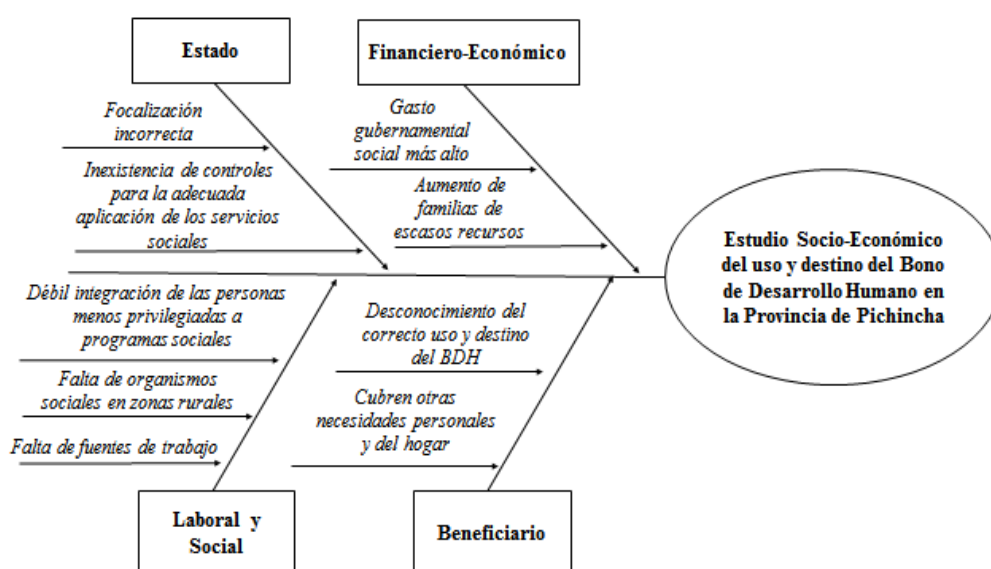 Estado
Financiero-Económico
Focalización
incorrecta
Inexistencia de controles
para la adecuada
aplicación de los servicios
sociales
Gasto
gubernamental
social más alto
Aumento de
familias de
escasos recursos
Estudio Socio-Económico
del uso y destino del Bono
de Desarrollo Humano en
la Provincia de Pichincha
Débil integración de las personas
menos privilegiadas a
programas sociales
Falta de organismos
sociales en zonas rurales
Falta de fuentes de trabajo
Desconocimiento del
correcto uso y destino
del BDH
Cubren otras
necesidades personales
y del hogar
Laboral y
Social
Beneficiario